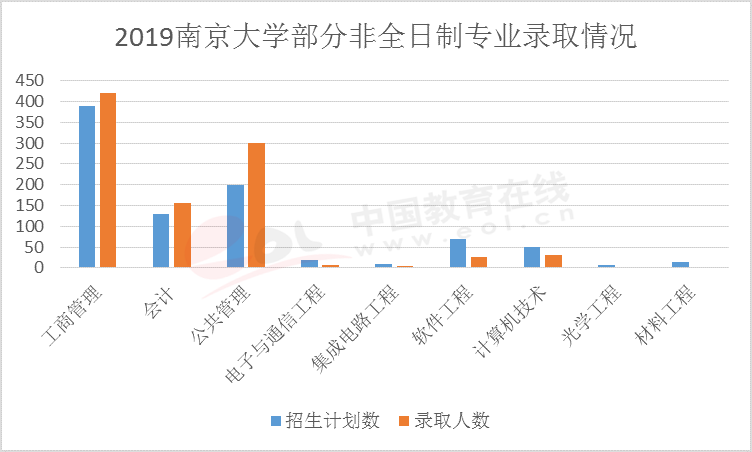 2019南京大学部分非全日制专业录取情况
450
400
350
300
250
200
150
100
50
0
eol 中国教育在线
www.eol.cn
工商管理
会计
公共管理
电子与通信工程
集成电路工程
软件工程
计算机技术
光学工程
材料工程
招生计划数
录取人数